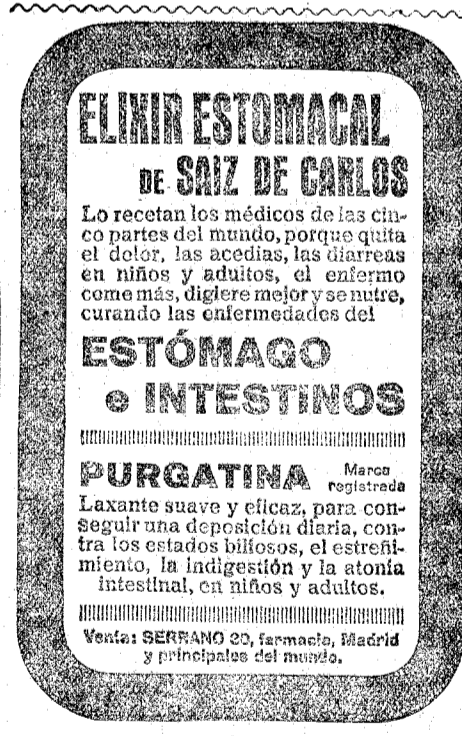 ELIXIR ESTOMACAL
DE SAIZ DE CARLOS
Lo recetan los médicos de las cin-
co partes del mundo, porque quita
el dolor, las acedias, las diarreas
en niños y adultos, el enfermo
come más, digiere mejor y se nutre,
curando las enfermedades del
ESTÓMAGO
e INTESTINOS
PURGATINA Marca
registrada
Laxante suave y eficaz, para con-
seguir una deposición diaria, con-
tra los estados biliosos, el estreñi-
miento, la indigestión y la atonía
intestinal, en niños y adultos.
Venta: SERRANO 20, farmacia, Madrid
y principales del mundo.